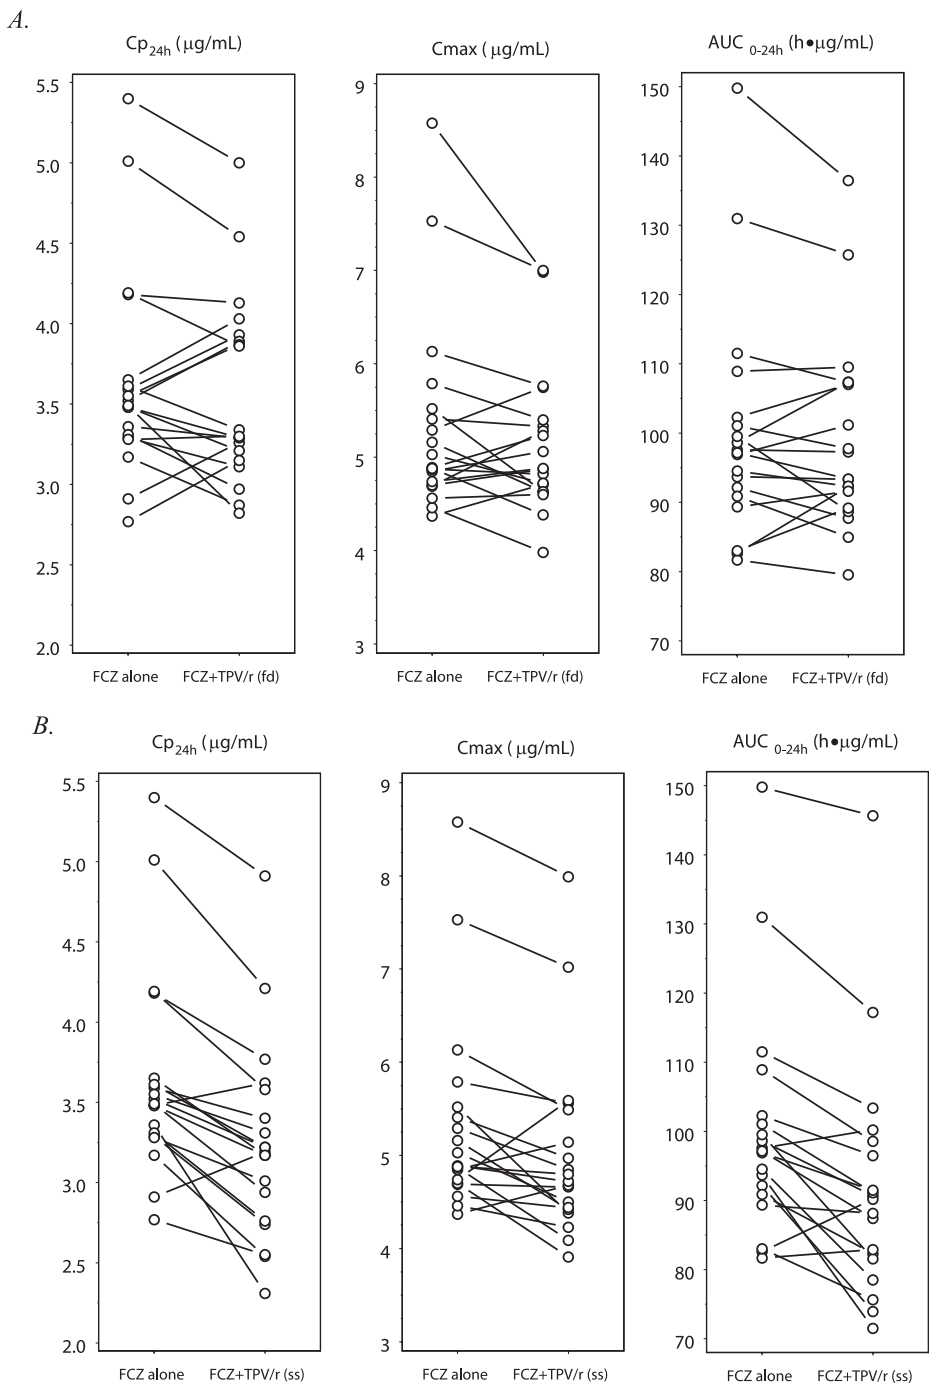 A.
Cp24h (μg/mL)
Cmax (μg/mL)
AUC 0-24h (h•μg/mL)
5.5
5.0
4.5
4.0
3.5
3.0
2.5
2.0
9
8
7
6
5
4
3
150
140
130
120
110
100
90
80
70
FCZ alone
FCZ+TPV/r (fd)
FCZ alone
FCZ+TPV/r (fd)
FCZ alone
FCZ+TPV/r (fd)
B.
Cp24h (μg/mL)
Cmax ( μg/mL)
AUC 0-24h (h•μg/mL)
5.5
5.0
4.5
4.0
3.5
3.0
2.5
2.0
9
8
7
6
5
4
3
150
140
130
120
110
100
90
80
70
FCZ alone
FCZ+TPV/r (ss)
FCZ alone
FCZ+TPV/r (ss)
FCZ alone
FCZ+TPV/r (ss)